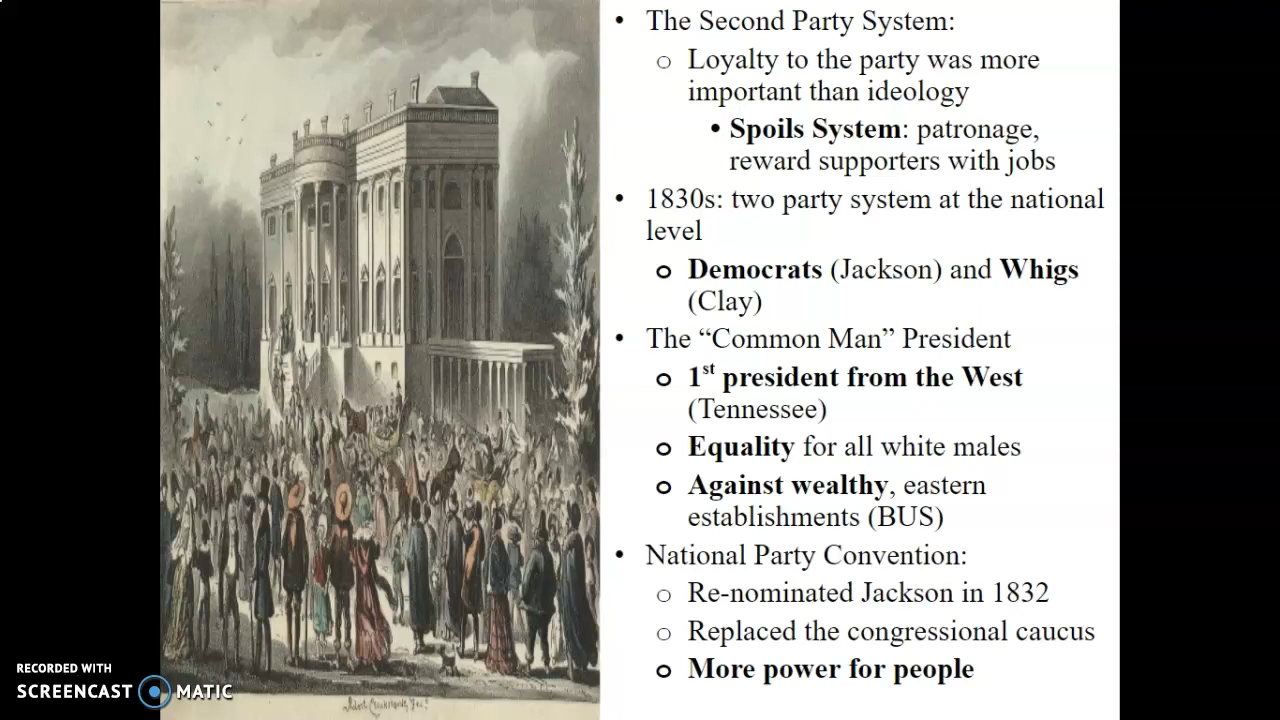 • The Second Party System:
o Loyalty to the party was more
important than ideology
• Spoils System: patronage,
reward supporters with jobs
• 1830s: two party system at the national
level
o Democrats (Jackson) and Whigs
(Clay)
• The “Common Man” President
o 1st president from the West
(Tennessee)
o Equality for all white males
o Against wealthy, eastern
establishments (BUS)
• National Party Convention:
o Re-nominated Jackson in 1832
o Replaced the congressional caucus
o More power for people
RECORDED WITH
SCREENCAST MATIC